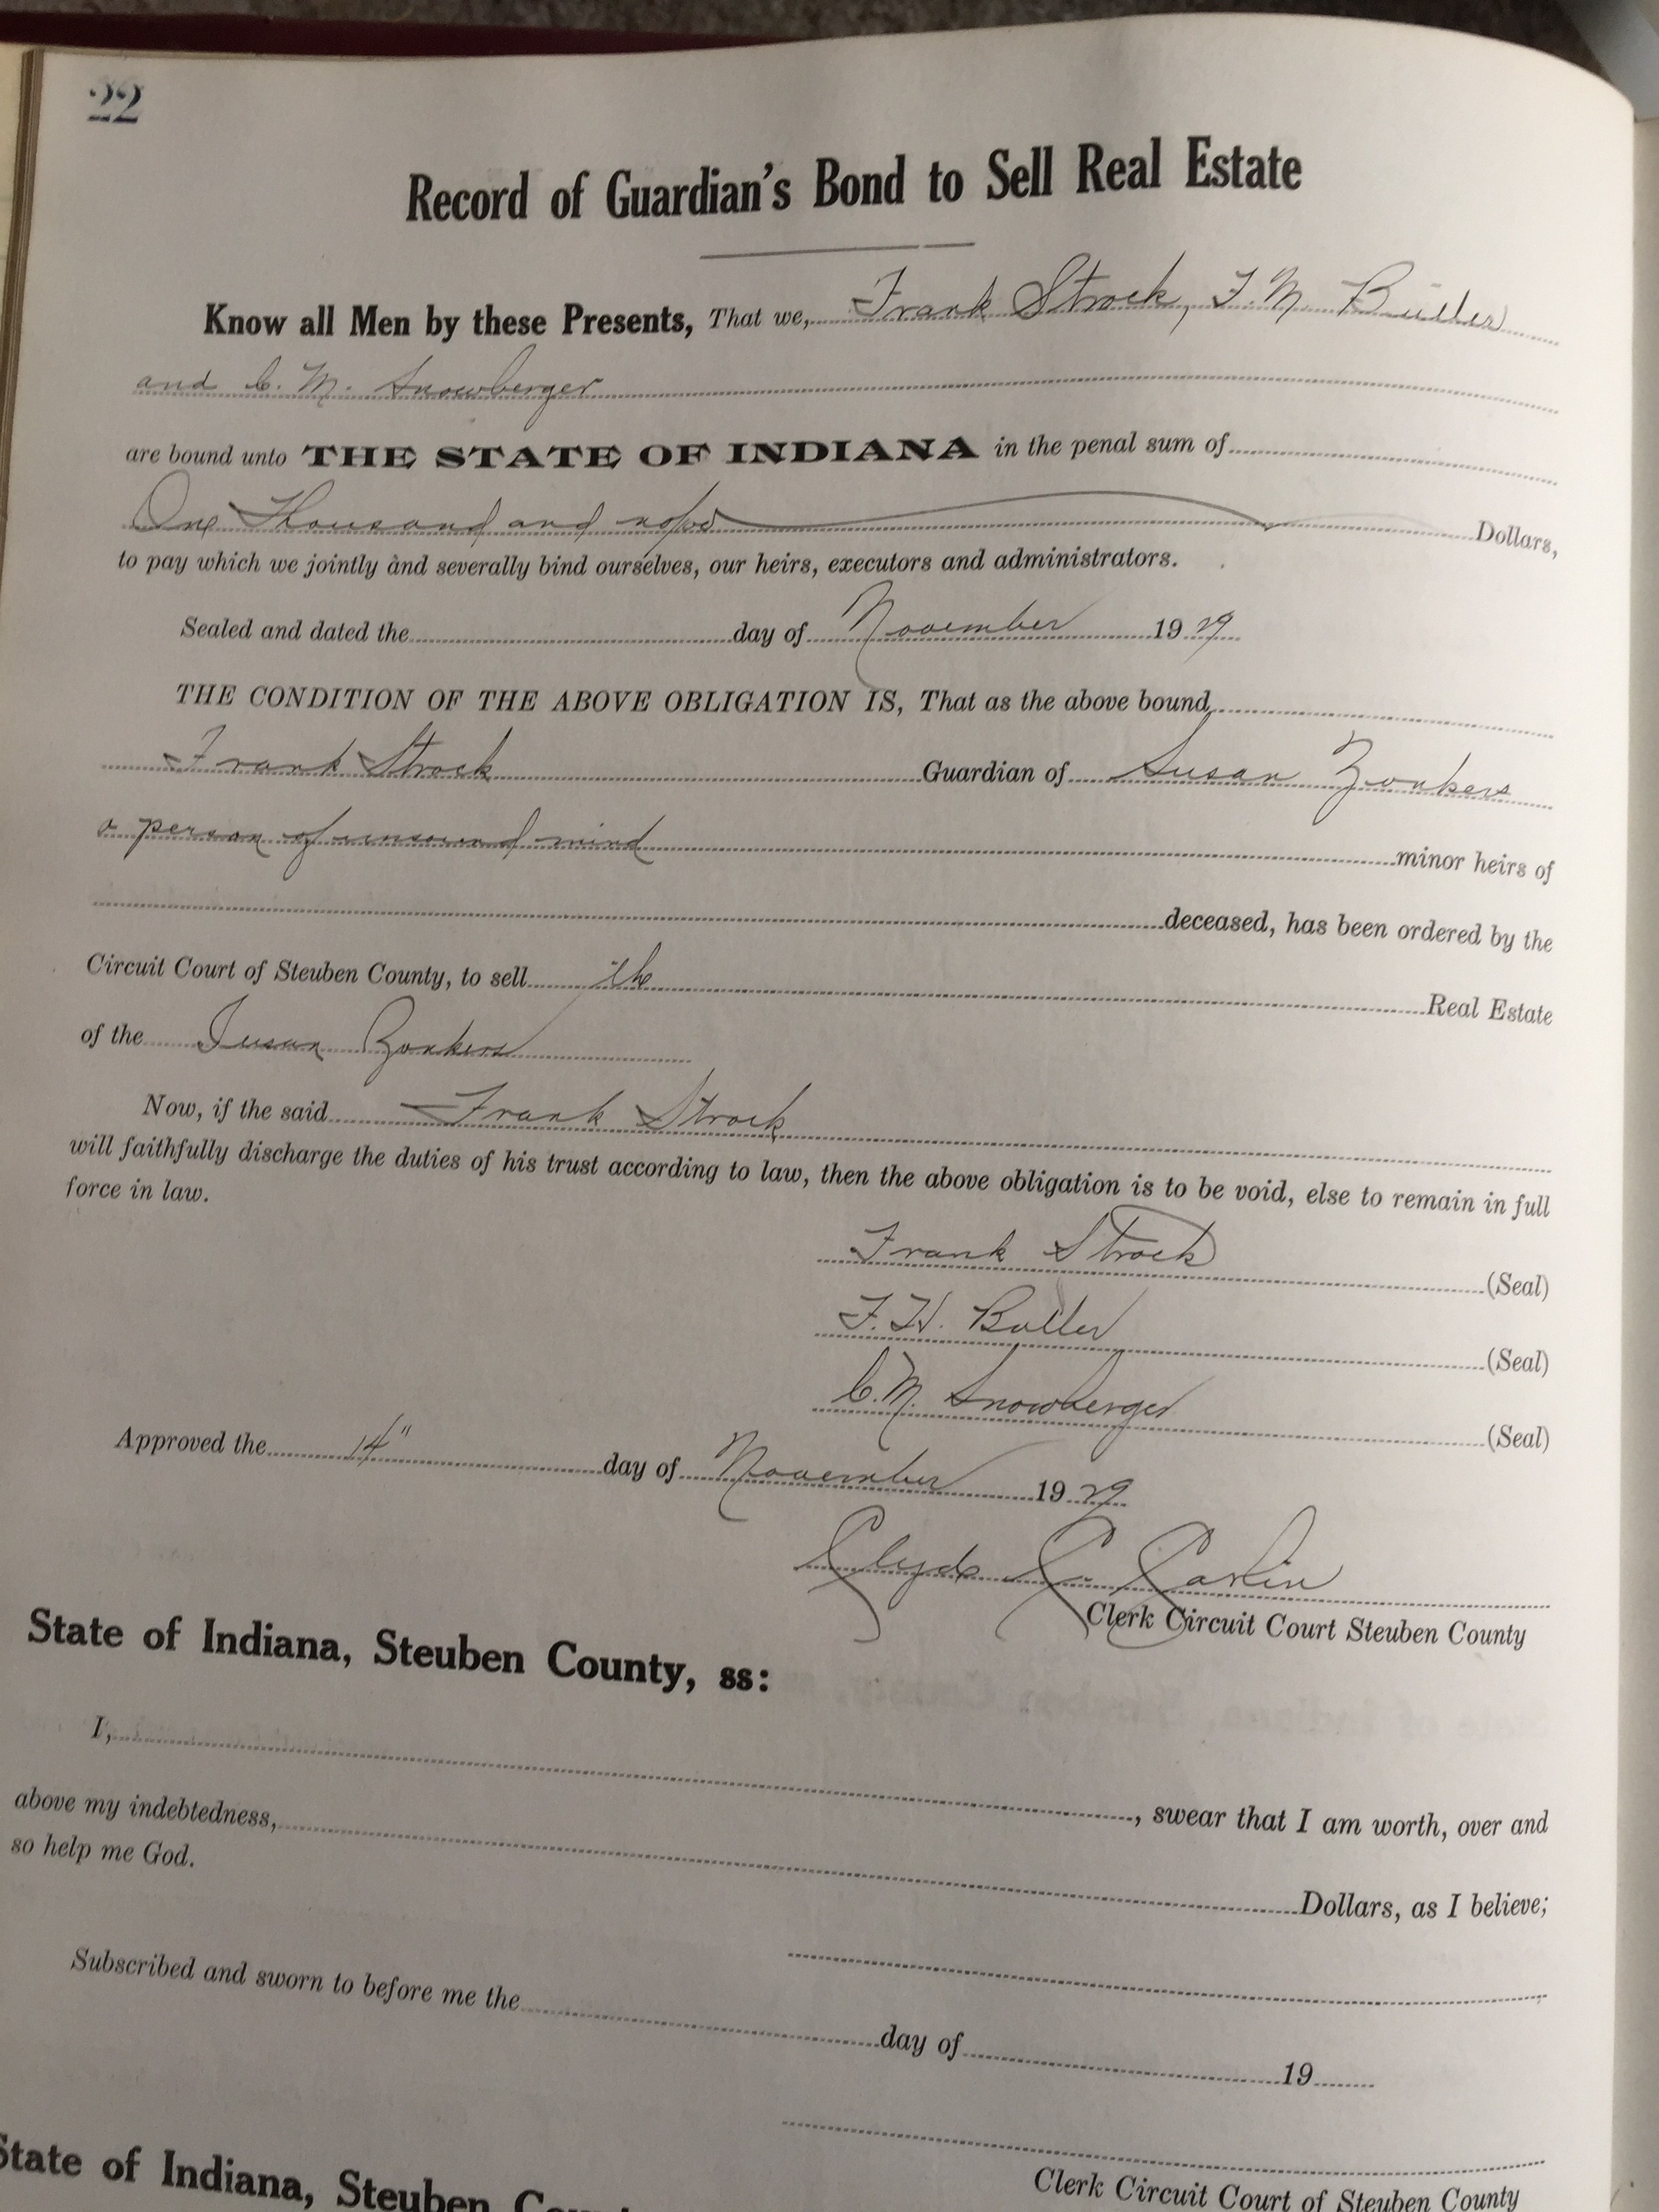 22
Record of Guardian's Bond to Sell Real Estate
Know all Men by these Presents, That we, Frank Strock, F. M. Butler
and C. M. Snowberger
are bound unto THE STATE OF INDIANA in the penal sum of
One Thousand and no/00 Dollars,
to pay which we jointly and severally bind ourselves, our heirs, executors and administrators.
Sealed and dated the day of November 1929
THE CONDITION OF THE ABOVE OBLIGATION IS, That as the above bound
Frank Strock Guardian of Susan Zonkers
a person of unsound mind minor heirs of
deceased, has been ordered by the
Circuit Court of Steuben County, to sell the Real Estate
of the Susan Zonkers
Now, if the said Frank Strock
will faithfully discharge the duties of his trust according to law, then the above obligation is to be void, else to remain in full
force in law.
Frank Strock (Seal)
F. H. (Seal)
C. M. Snowberger (Seal)
Approved the 14" day of November 1929
Clyde C. Carlin
Clerk Circuit Court Steuben County
State of Indiana, Steuben County, ss:
I, , swear that I am worth, over and
above my indebtedness, Dollars, as I believe;
so help me God.
Subscribed and sworn to before me the day of 19
Clerk Circuit Court of Steuben County
State of Indiana, Steuben